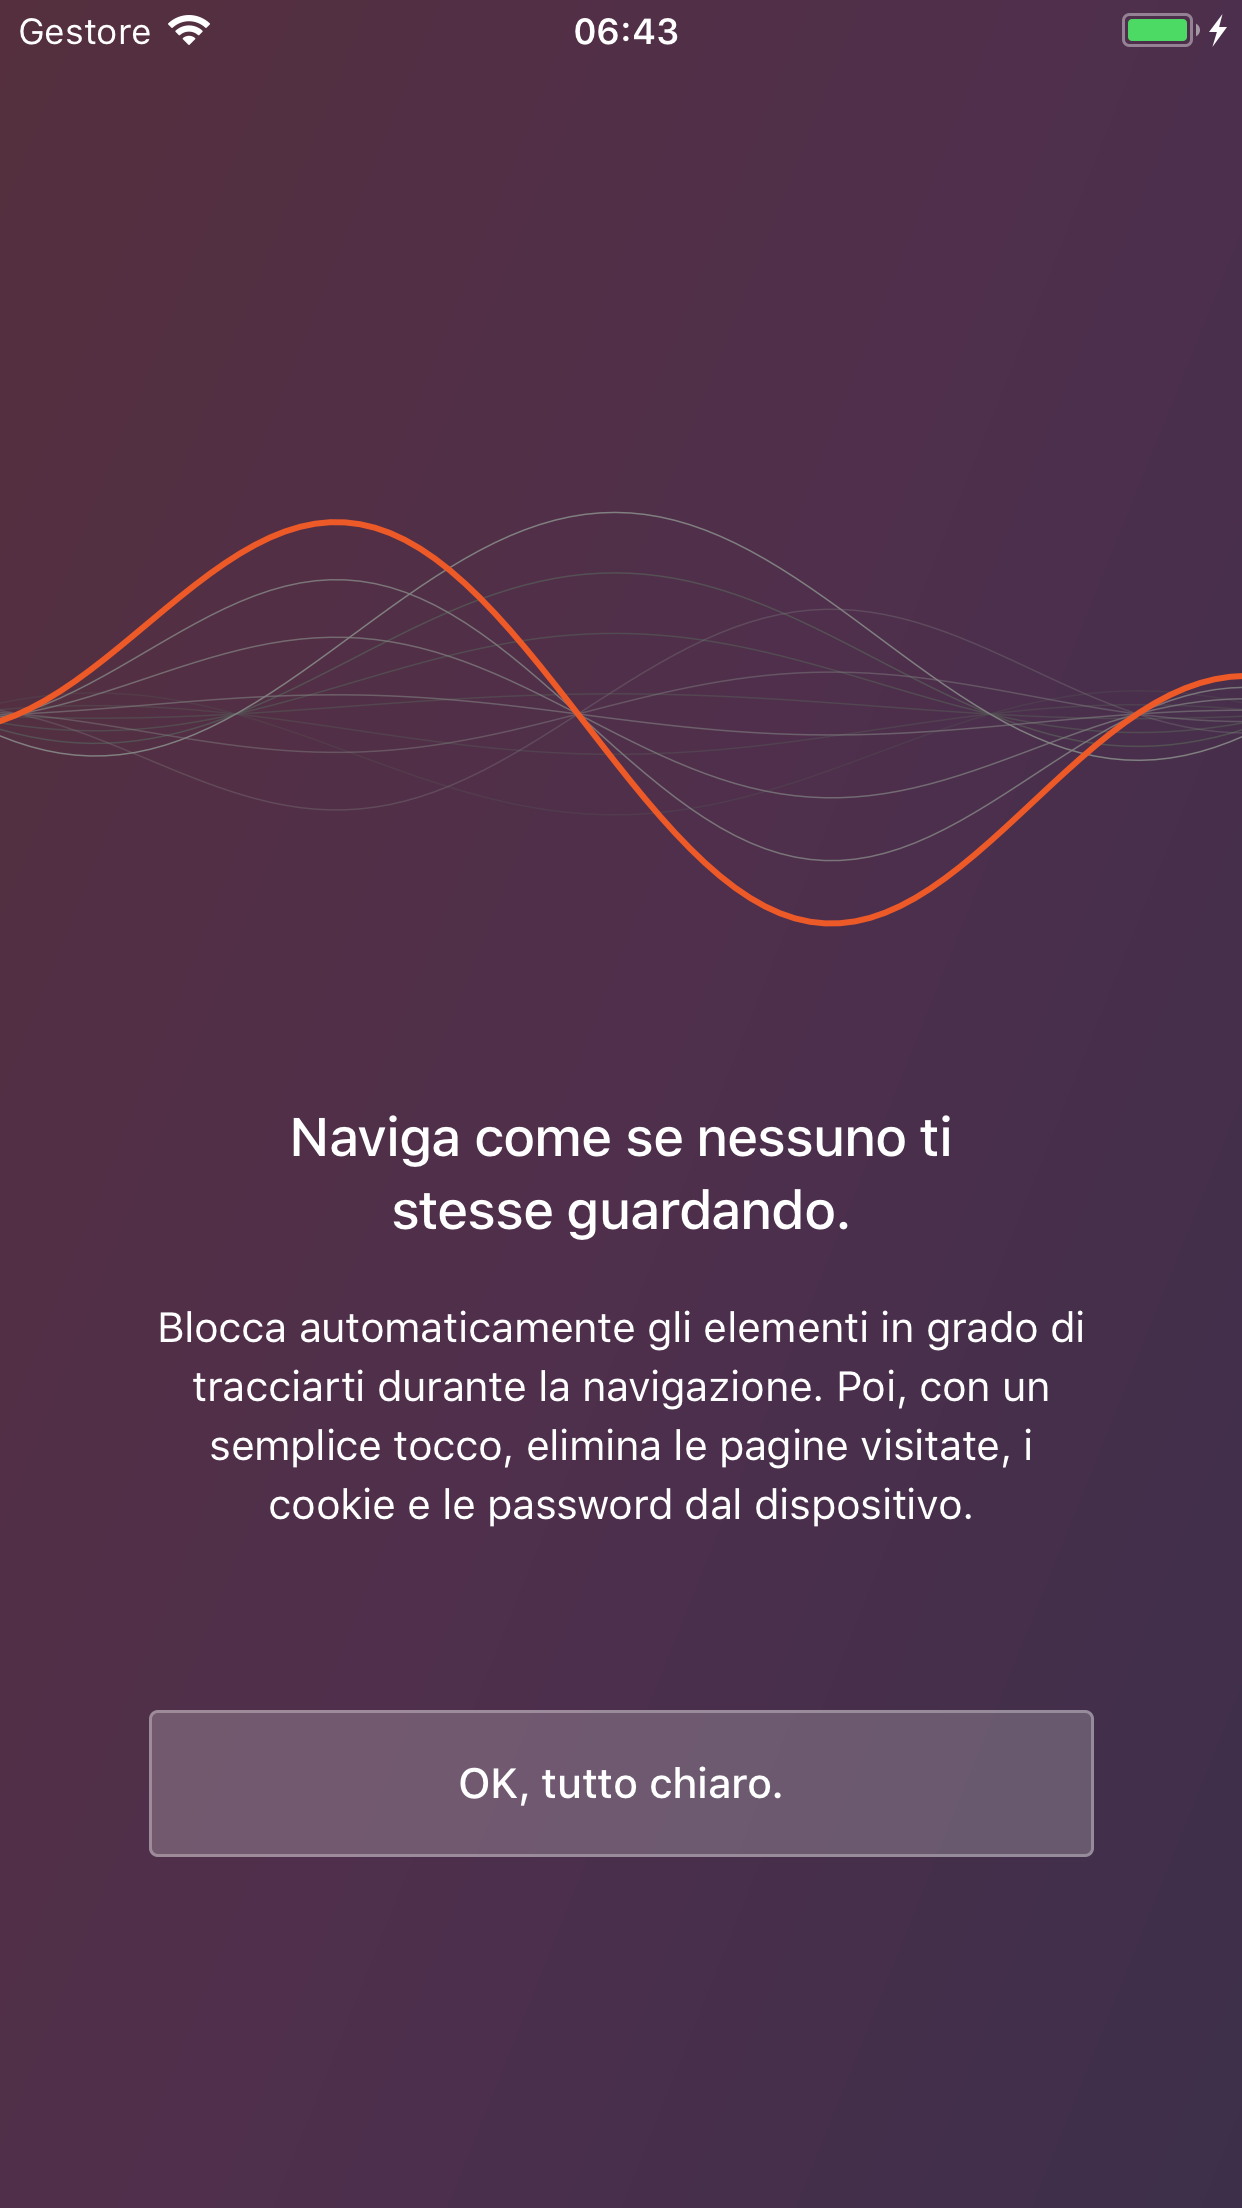 Gestore
06:43
Naviga come se nessuno ti
stesse guardando.
Blocca automaticamente gli elementi in grado di
tracciarti durante la navigazione. Poi, con un
semplice tocco, elimina le pagine visitate, i
cookie e le password dal dispositivo.
OK, tutto chiaro.